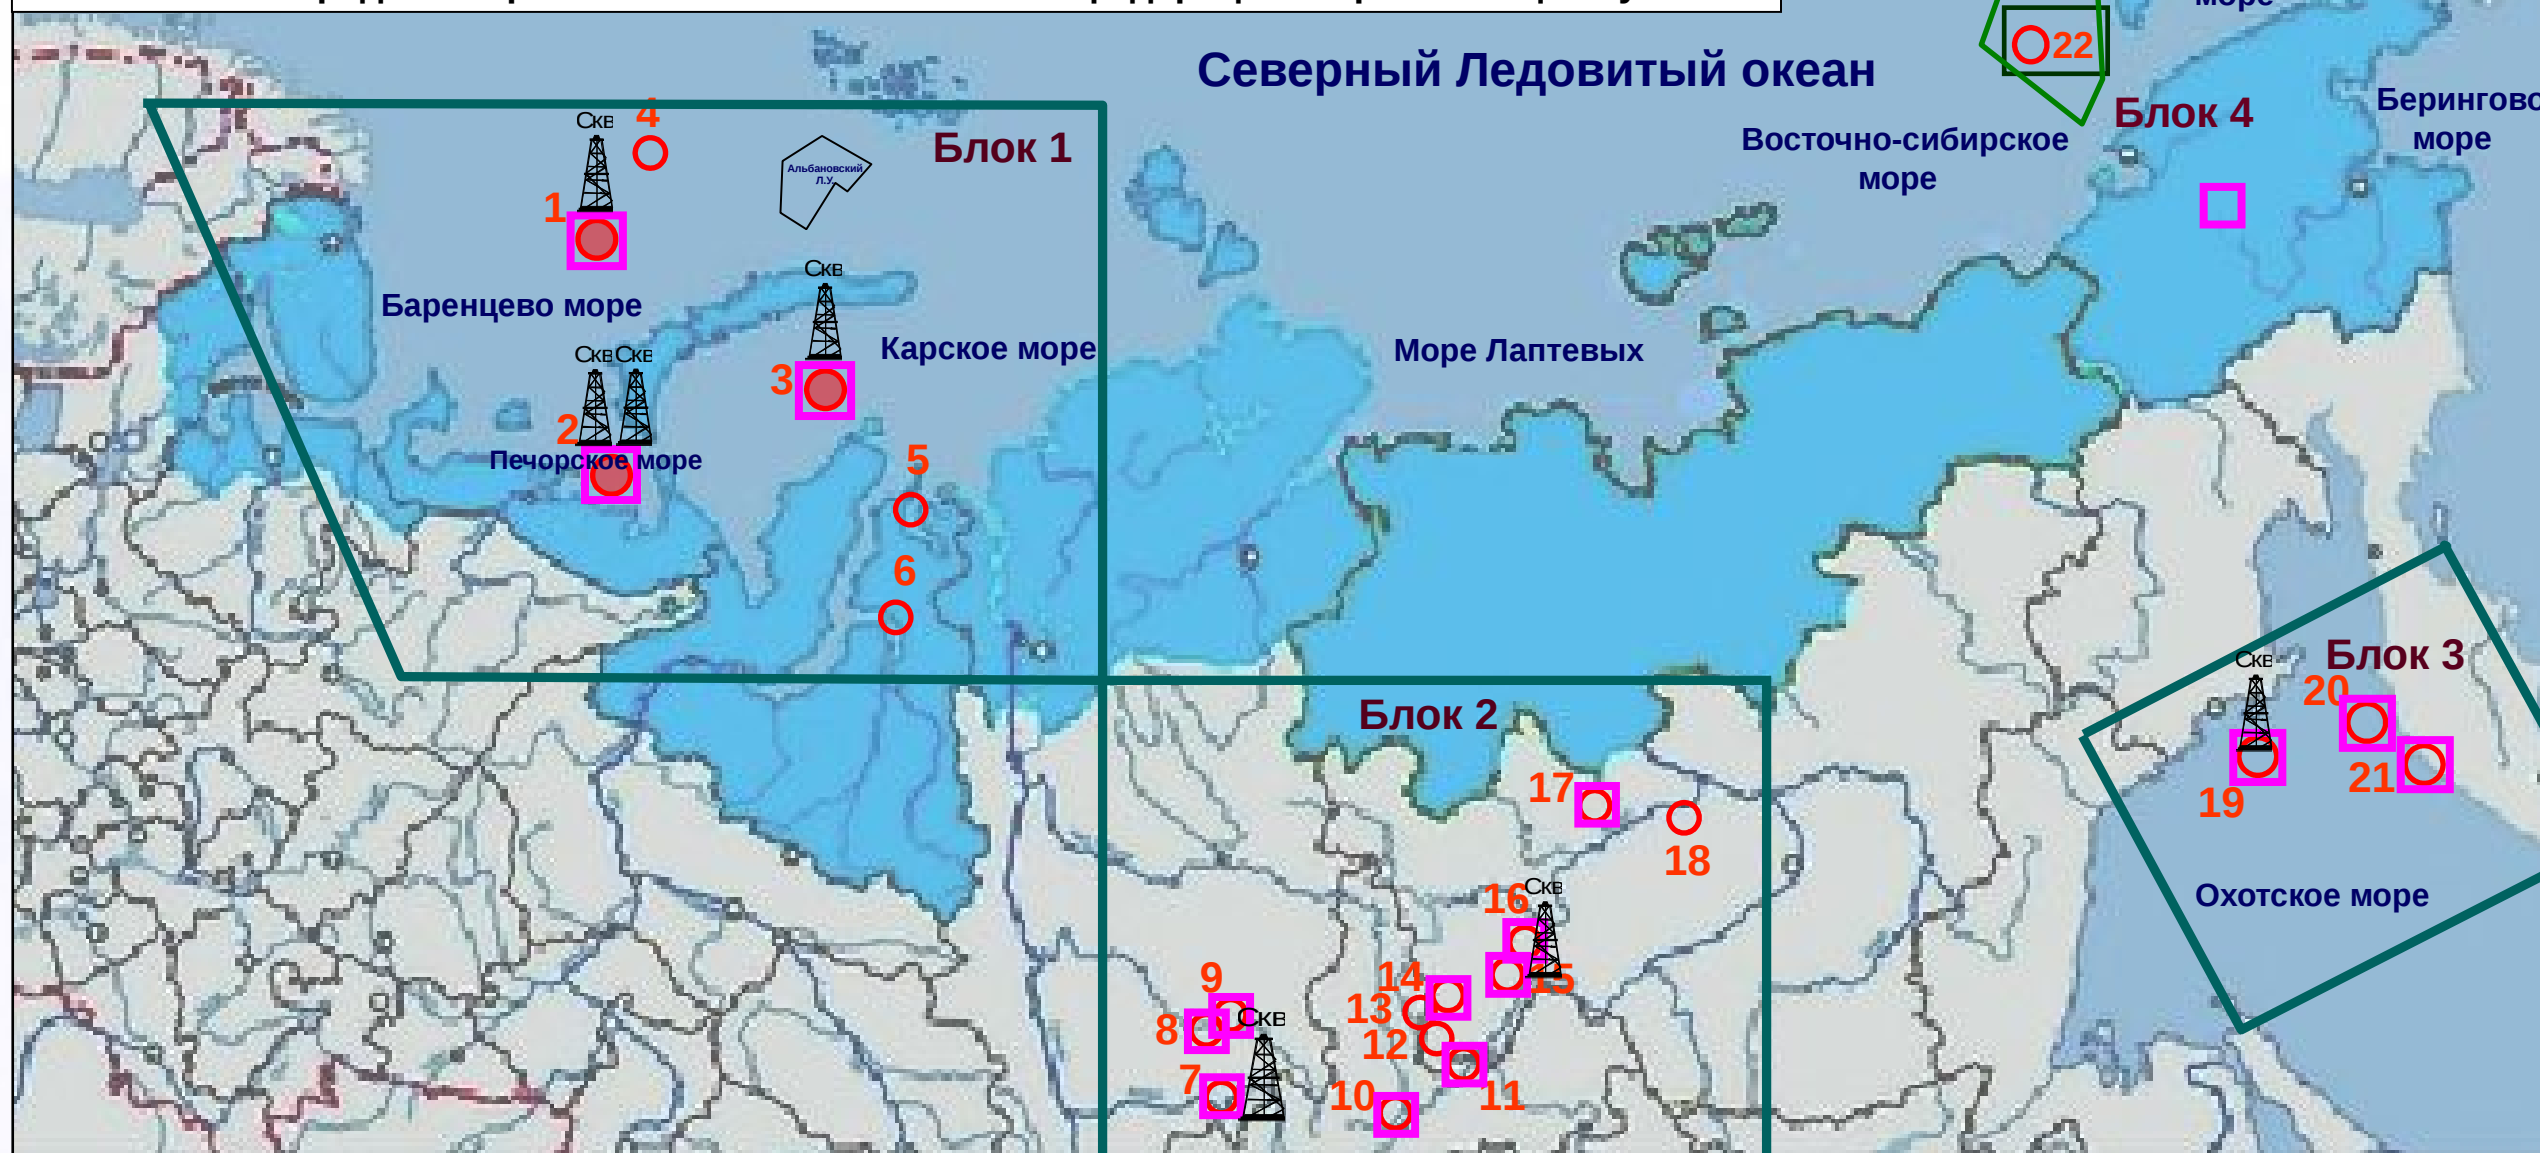 море
22
Северный Ледовитый океан
Берингово
Блок 4
море
4
Скв
Блок 1
Восточно-сибирское
море
Альбановский
Л.У.
1
Скв
Баренцево море
Карское море
Море Лаптевых
Скв Скв
3
2
Печорское море
5
6
Скв
Блок 3
20
Блок 2
21
19
17
18
Охотское море
16
Скв
9
14
15
13
8
Скв
12
7
10
11